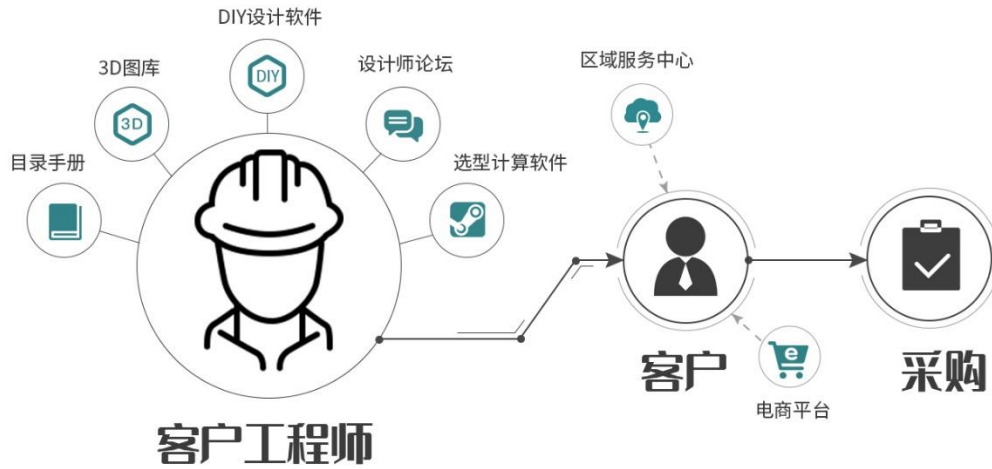 DIY设计软件
3D图库
DIY
设计师论坛
3D
目录手册
选型计算软件
区域服务中心
客户
采购
e
电商平台
客户工程师